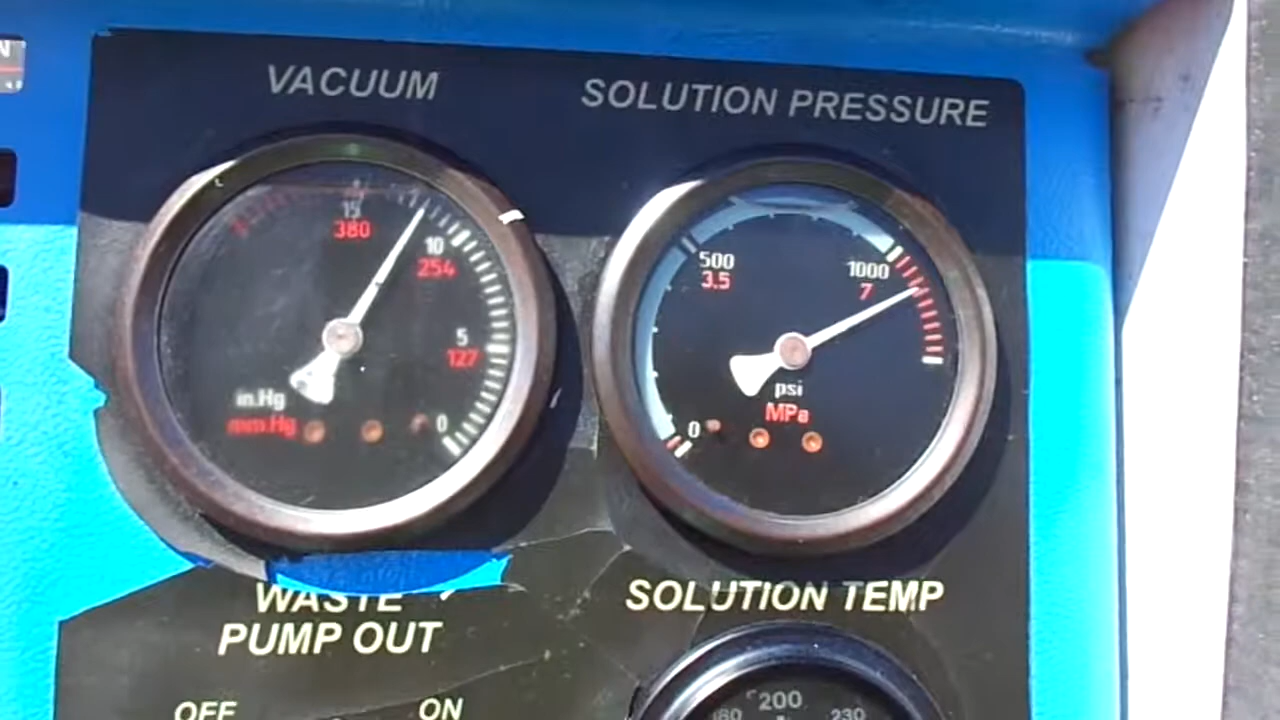 N
VACUUM
SOLUTION PRESSURE
15
380
10
254
5
127
0
in.Hg
mm.Hg
500
3.5
1000
7
0
psi
MPa
WASTE
PUMP OUT
OFF
ON
SOLUTION TEMP
200
230